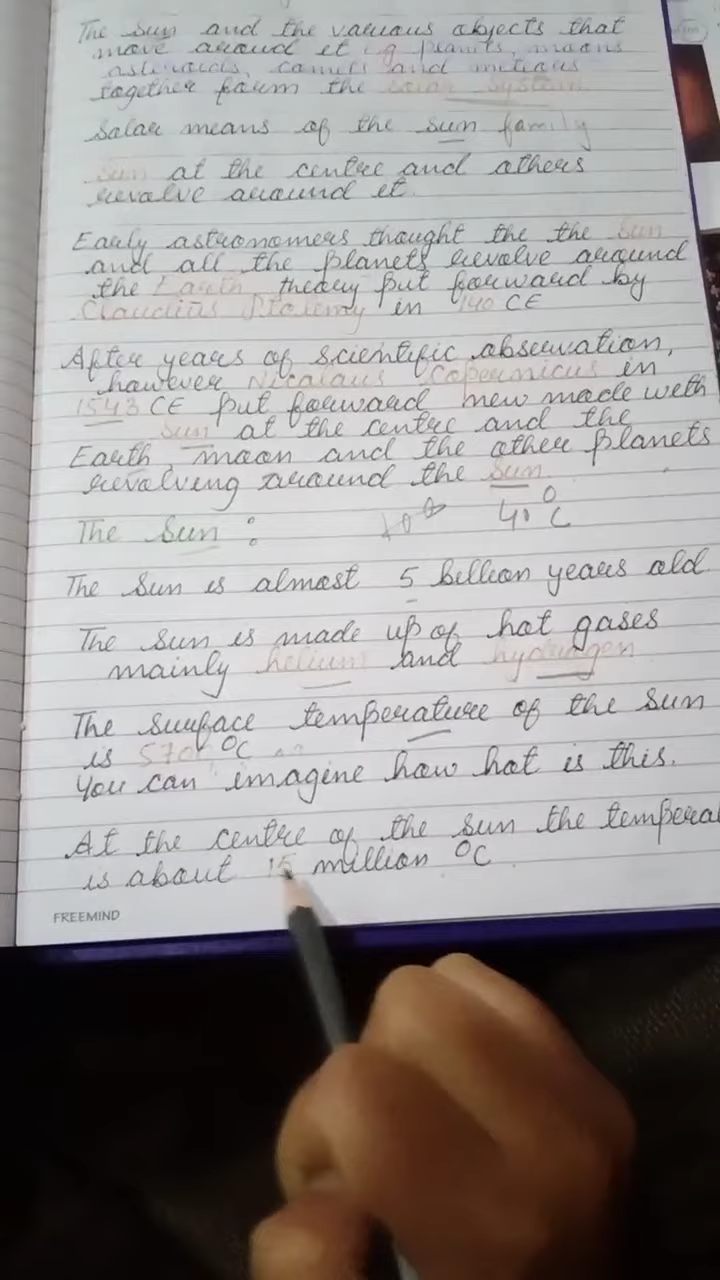 The Sun and the various objects that
move around it e.g planets, moons
asteroids, comets and meteors
together form the solar system
Solar means of the sun family
Sun at the centre and others
revolve around it.
Early astronomers thought the the Sun
and all the planets revolve around
the Earth, theory put forward by
Claudius Ptolemy in 140 CE
After years of scientific observation,
however Nicolaus Copernicus in
1543 CE put forward new made with
sun at the centre and the
Earth, moon and the other planets
revolving around the sun
The Sun : 40°C
The Sun is almost 5 billion years old
The sun is made up of hot gases
mainly helium and hydrogen
The surface temperature of the sun
is °C
You can imagine how hot is this.
At the centre of the sun the tempera
is about 15 million °C
FREEMIND